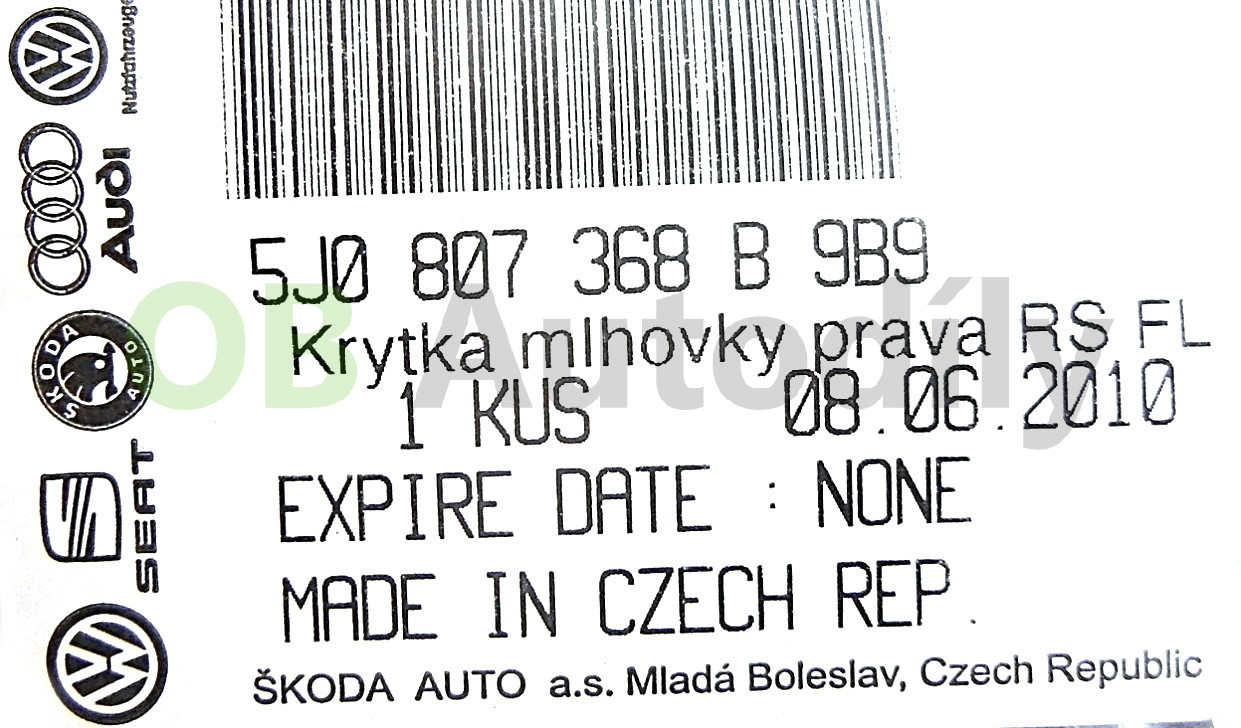 5J0 807 368 B 9B9
Krytka mlhovky prava RS FL
1 KUS 08.06.2010
EXPIRE DATE : NONE
MADE IN CZECH REP.
ŠKODA AUTO a.s. Mladá Boleslav, Czech Republic
OB Autodíly
Nutzfahrzeuge
Audi
ŠKODA AUTO
SEAT